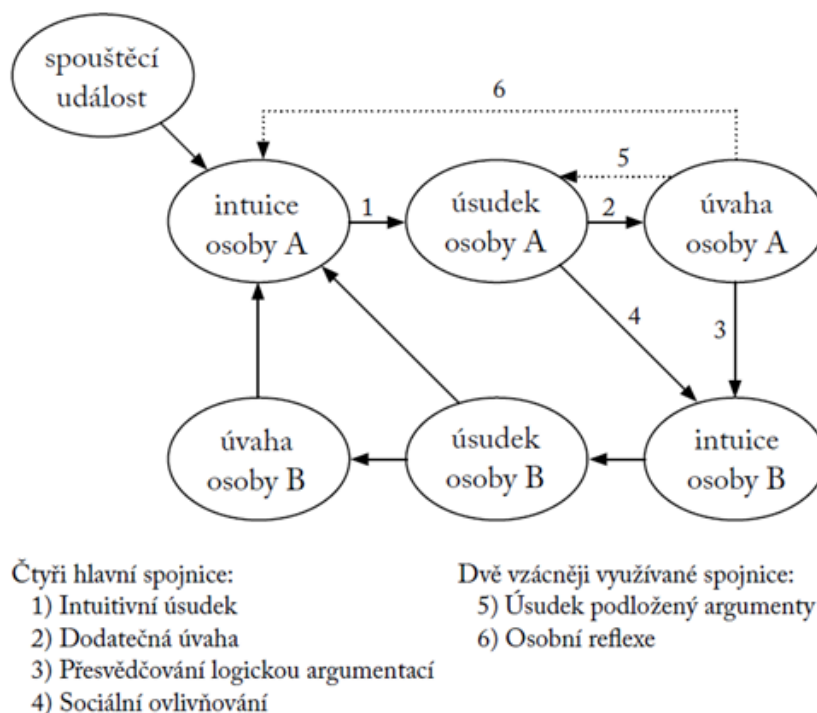 spouštěcí
událost
6
5
intuice
osoby A
1
úsudek
osoby A
2
úvaha
osoby A
4
3
úvaha
osoby B
úsudek
osoby B
intuice
osoby B
Čtyři hlavní spojnice:
1) Intuitivní úsudek
2) Dodatečná úvaha
3) Přesvědčování logickou argumentací
4) Sociální ovlivňování
Dvě vzácněji využívané spojnice:
5) Úsudek podložený argumenty
6) Osobní reflexe